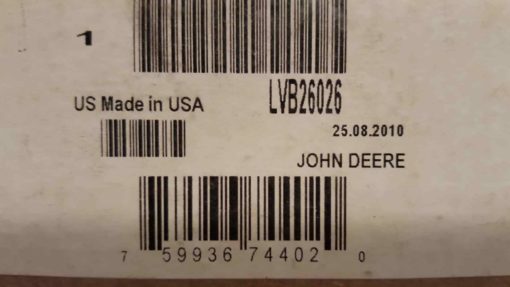 1
LVB26026
US Made in USA
25.08.2010
JOHN DEERE
7 59936 74402 0